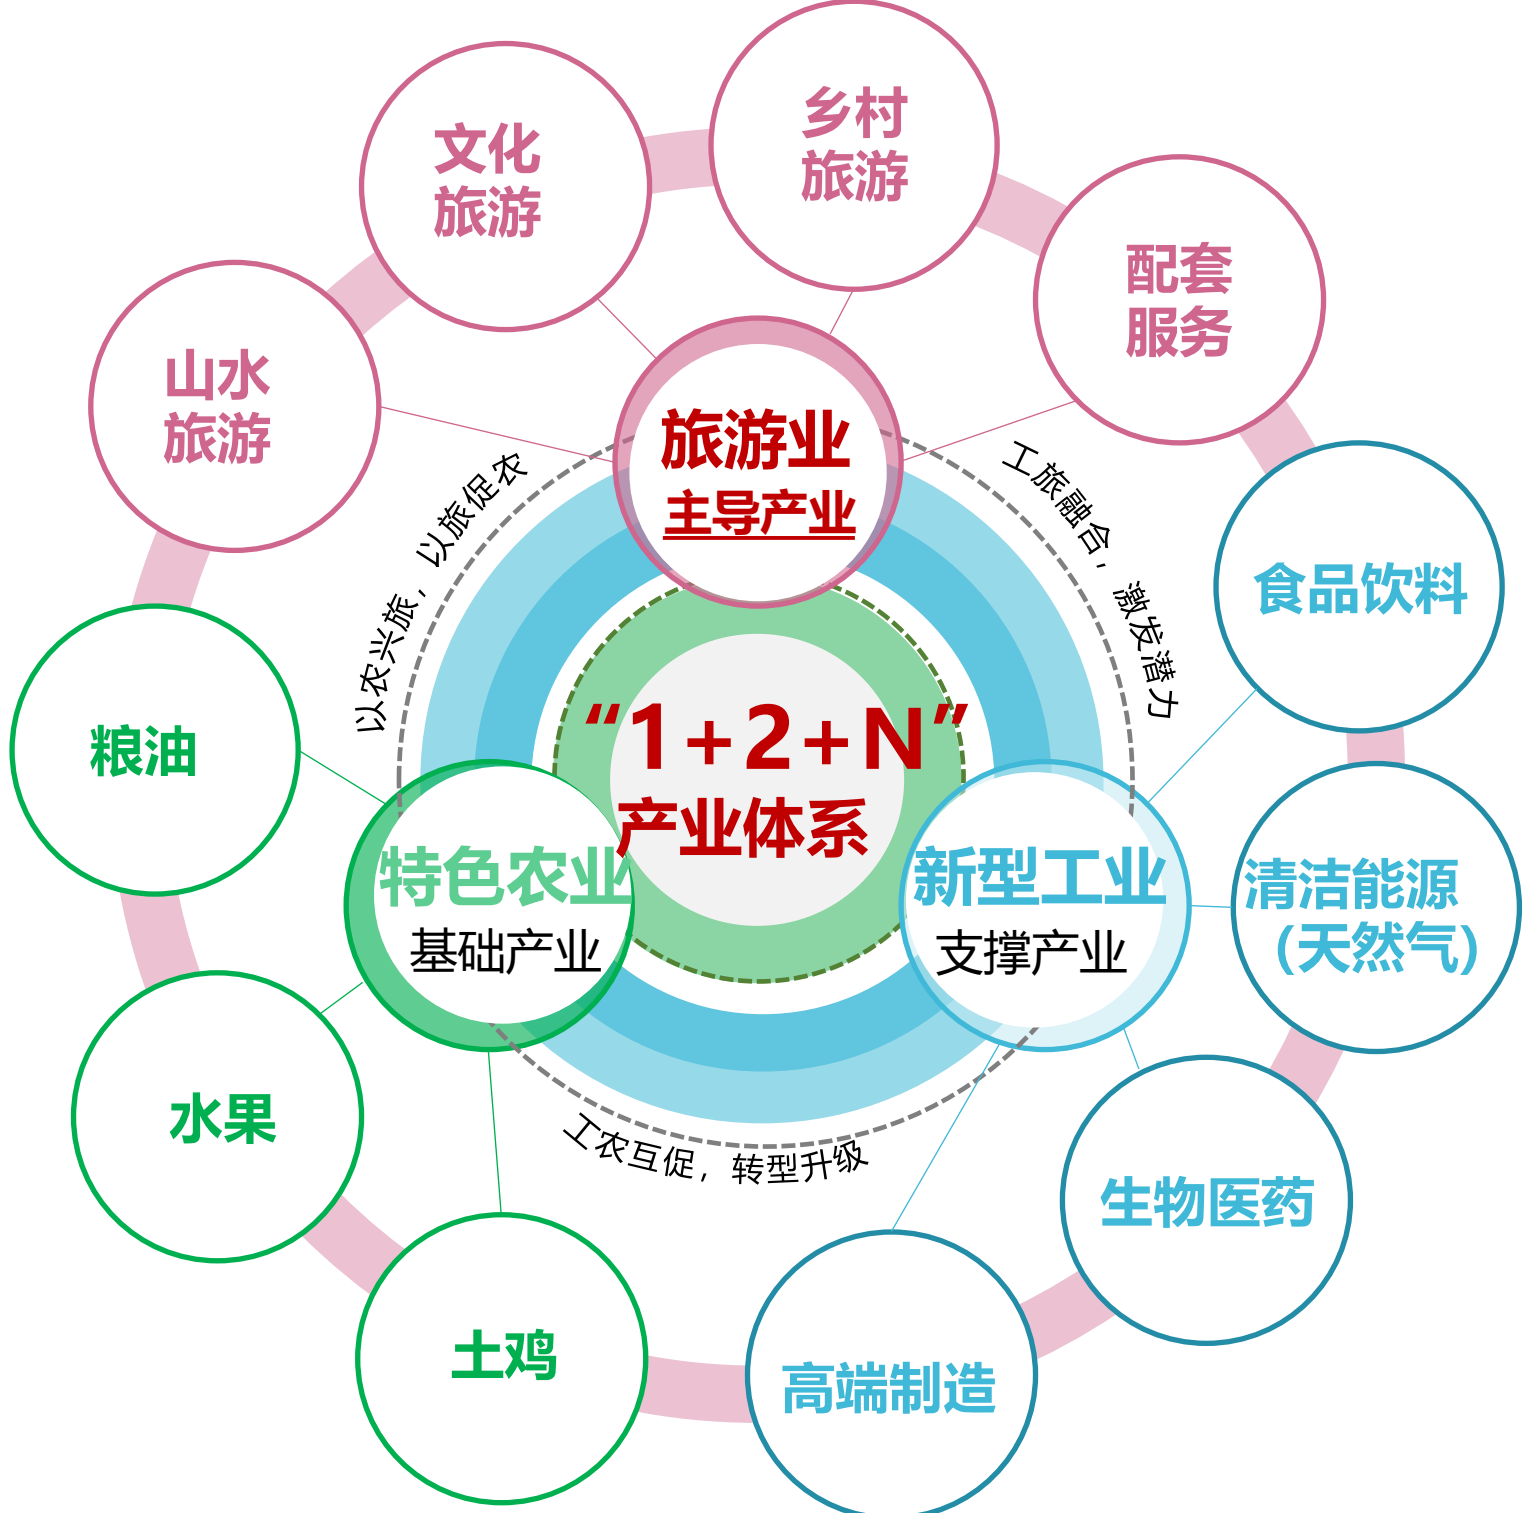 乡村
旅游
文化
旅游
配套
服务
山水
旅游
旅游业
主导产业
以农兴旅，以旅促农
工旅融合，激发潜力
食品饮料
“1+2+N”
产业体系
粮油
特色农业
基础产业
新型工业
支撑产业
清洁能源
(天然气)
水果
工农互促，转型升级
生物医药
土鸡
高端制造